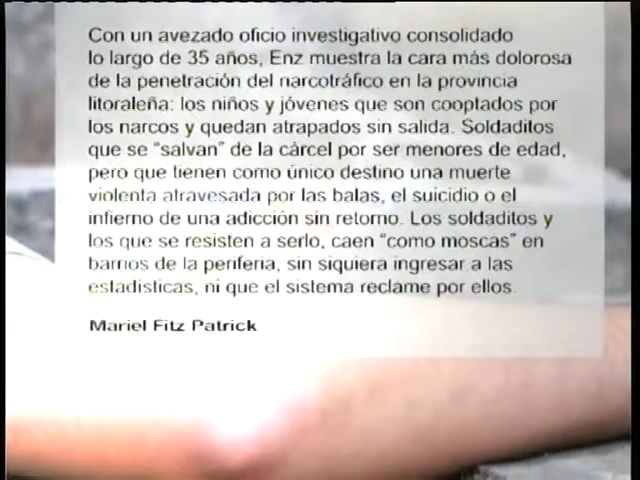 Con un avezado oficio investigativo consolidado
lo largo de 35 años, Enz muestra la cara más dolorosa
de la penetración del narcotráfico en la provincia
litoraleña: los niños y jóvenes que son cooptados por
los narcos y quedan atrapados sin salida. Soldaditos
que se “salvan” de la cárcel por ser menores de edad,
pero que tienen como único destino una muerte
violenta atravesada por las balas, el suicidio o el
infierno de una adicción sin retorno. Los soldaditos y
los que se resisten a serlo, caen “como moscas” en
barrios de la periferia, sin siquiera ingresar a las
estadísticas, ni que el sistema reclame por ellos
Mariel Fitz Patrick